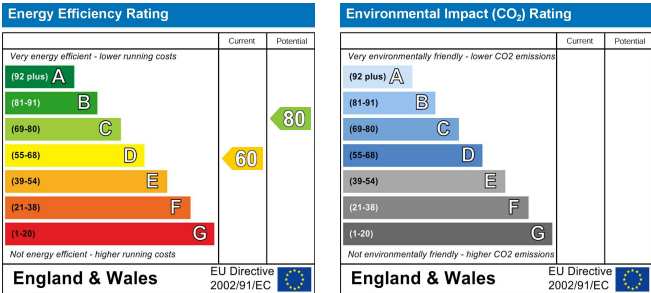 Energy Efficiency Rating
Current Potential
Very energy efficient - lower running costs
(92 plus) A
(81-91) B
(69-80) C
80
(55-68) D
60
(39-54) E
(21-38) F
(1-20) G
Not energy efficient - higher running costs
England & Wales
EU Directive
2002/91/EC
Environmental Impact (CO₂) Rating
Current Potential
Very environmentally friendly - lower CO2 emissions
(92 plus) A
(81-91) B
(69-80) C
(55-68) D
(39-54) E
(21-38) F
(1-20) G
Not environmentally friendly - higher CO2 emissions
England & Wales
EU Directive
2002/91/EC